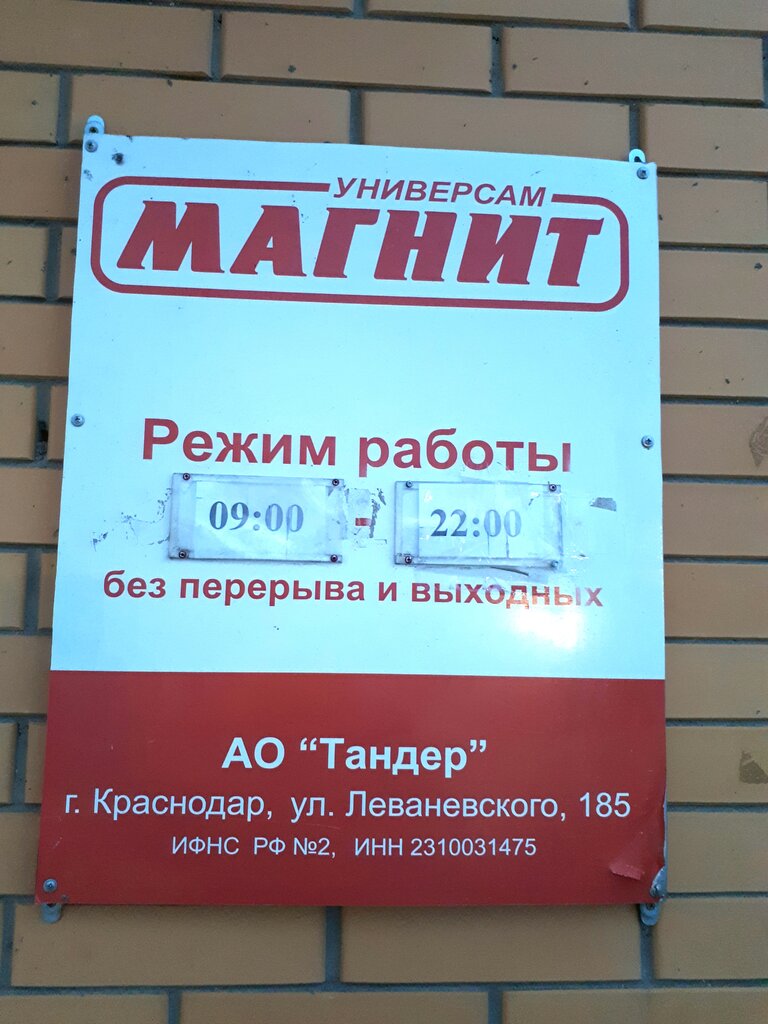 УНИВЕРСАМ
МАГНИТ
Режим работы
09:00 - 22:00
без перерыва и выходных
АО “Тандер”
г. Краснодар, ул. Леваневского, 185
ИФНС РФ №2, ИНН 2310031475